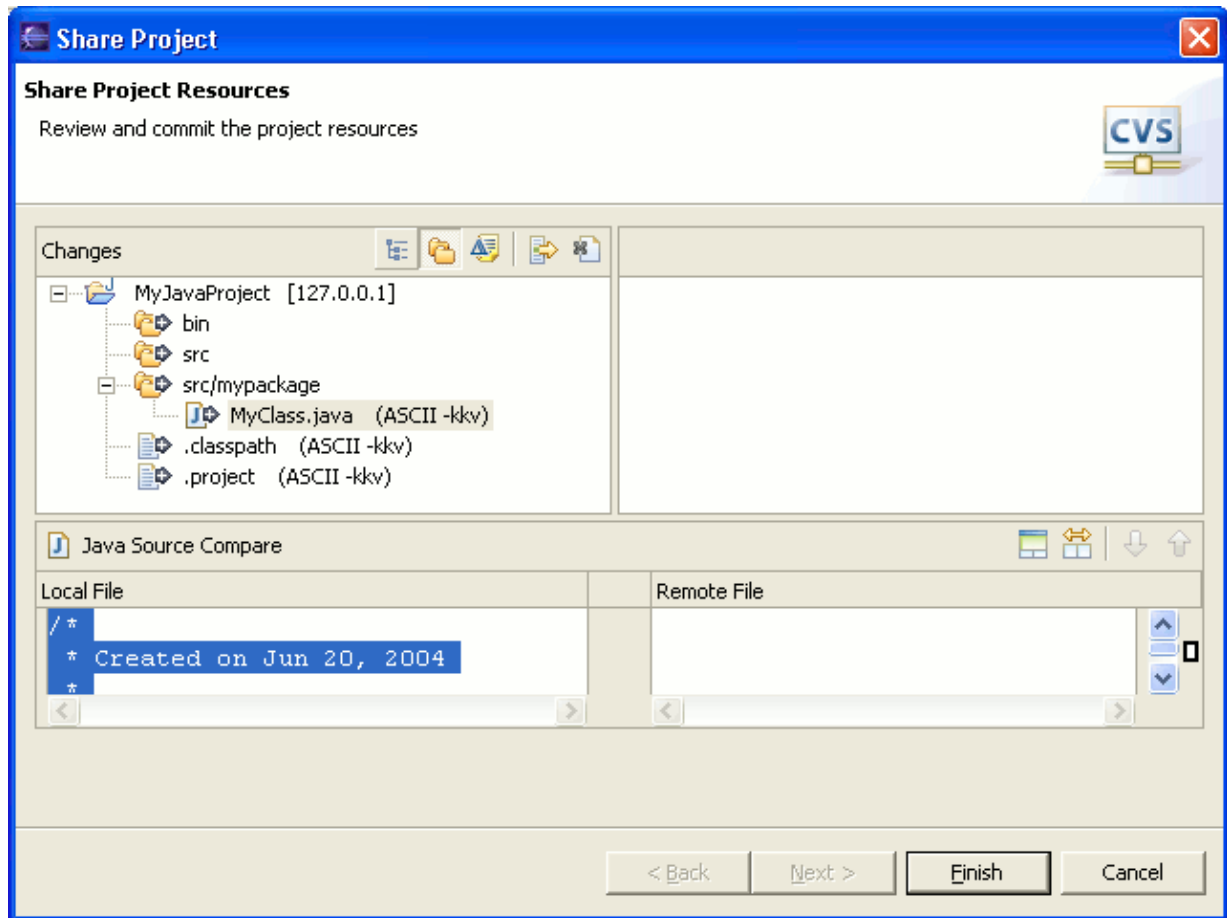 Share Project
Share Project Resources
Review and commit the project resources
CVS
Changes
MyJavaProject [127.0.0.1]
bin
src
src/mypackage
MyClass.java (ASCII -kkv)
.classpath (ASCII -kkv)
.project (ASCII -kkv)
Java Source Compare
Local File Remote File
/*
* Created on Jun 20, 2004
*
< Back Next > Finish Cancel